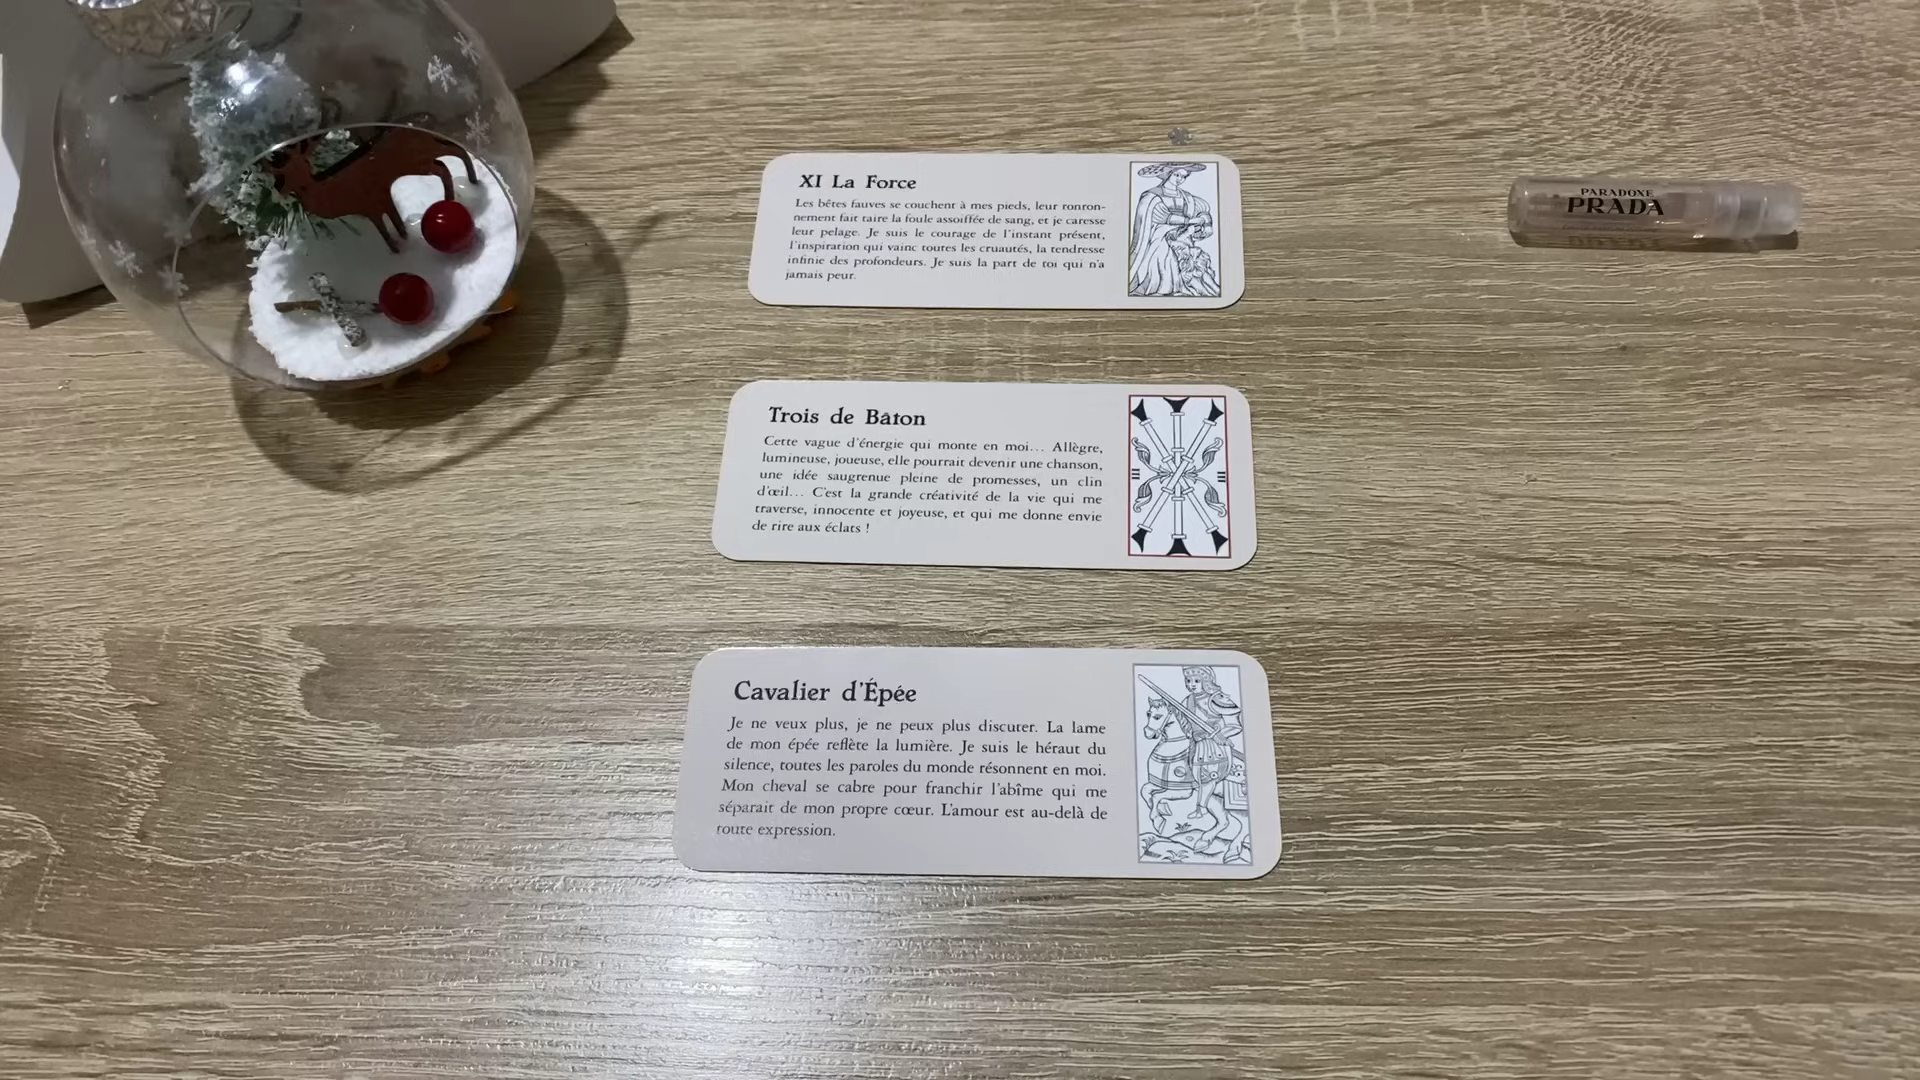 XI La Force
Les bêtes fauves se couchent à mes pieds, leur ronron-
nement fait taire la foule assoiffée de sang, et je caresse
leur pelage. Je suis le courage de l'instant présent,
l'inspiration qui vainc toutes les cruautés, la tendresse
infinie des profondeurs. Je suis la part de toi qui n'a
jamais peur.
PARADOXE
PRADA
Trois de Bâton
Cette vague d'énergie qui monte en moi... Allègre,
lumineuse, joueuse, elle pourrait devenir une chanson,
une idée saugrenue pleine de promesses, un clin
d'œil... C'est la grande créativité de la vie qui me
traverse, innocente et joyeuse, et qui me donne envie
de rire aux éclats !
III III
Cavalier d'Épée
Je ne veux plus, je ne peux plus discuter. La lame
de mon épée reflète la lumière. Je suis le héraut du
silence, toutes les paroles du monde résonnent en moi.
Mon cheval se cabre pour franchir l'abîme qui me
séparait de mon propre cœur. L'amour est au-delà de
toute expression.